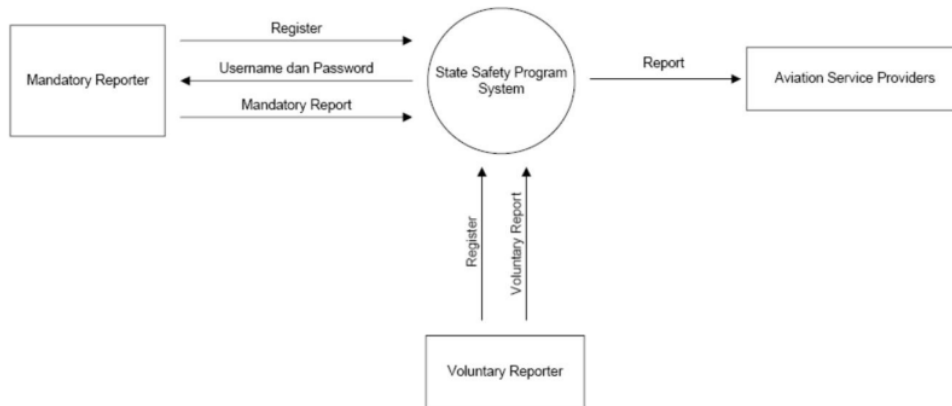 Register
Mandatory Reporter
Username dan Password
Mandatory Report
State Safety Program
System
Report
Aviation Service Providers
Register
Voluntary Report
Voluntary Reporter